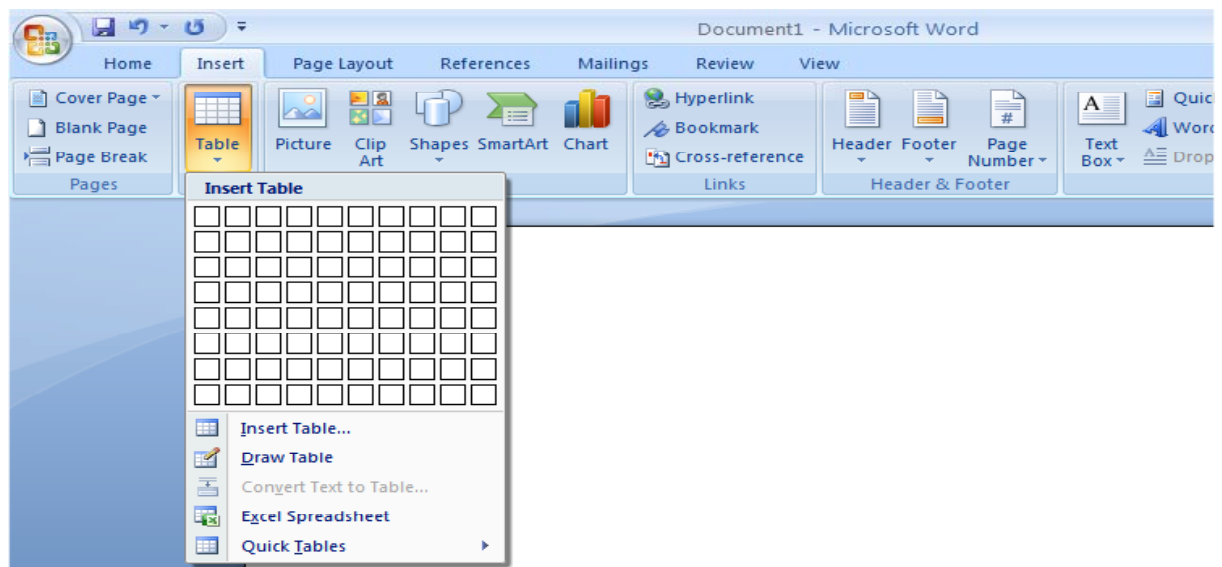 Document1 - Microsoft Word
Home Insert Page Layout References Mailings Review View
Cover Page
Blank Page
Page Break
Pages
Table
Picture
Clip
Art
Shapes
SmartArt
Chart
Hyperlink
Bookmark
Cross-reference
Links
Header
Footer
Page
Number
Header & Footer
A
Text
Box
Insert Table
Insert Table...
Draw Table
Convert Text to Table...
Excel Spreadsheet
Quick Tables